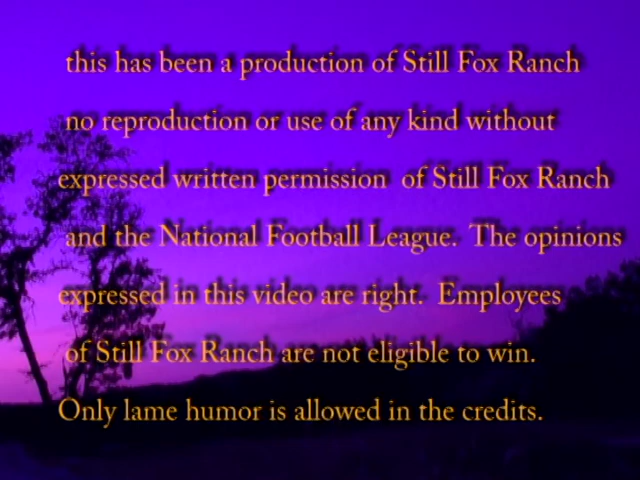 this has been a production of Still Fox Ranch
no reproduction or use of any kind without
expressed written permission of Still Fox Ranch
and the National Football League. The opinions
expressed in this video are right. Employees
of Still Fox Ranch are not eligible to win.
Only lame humor is allowed in the credits.